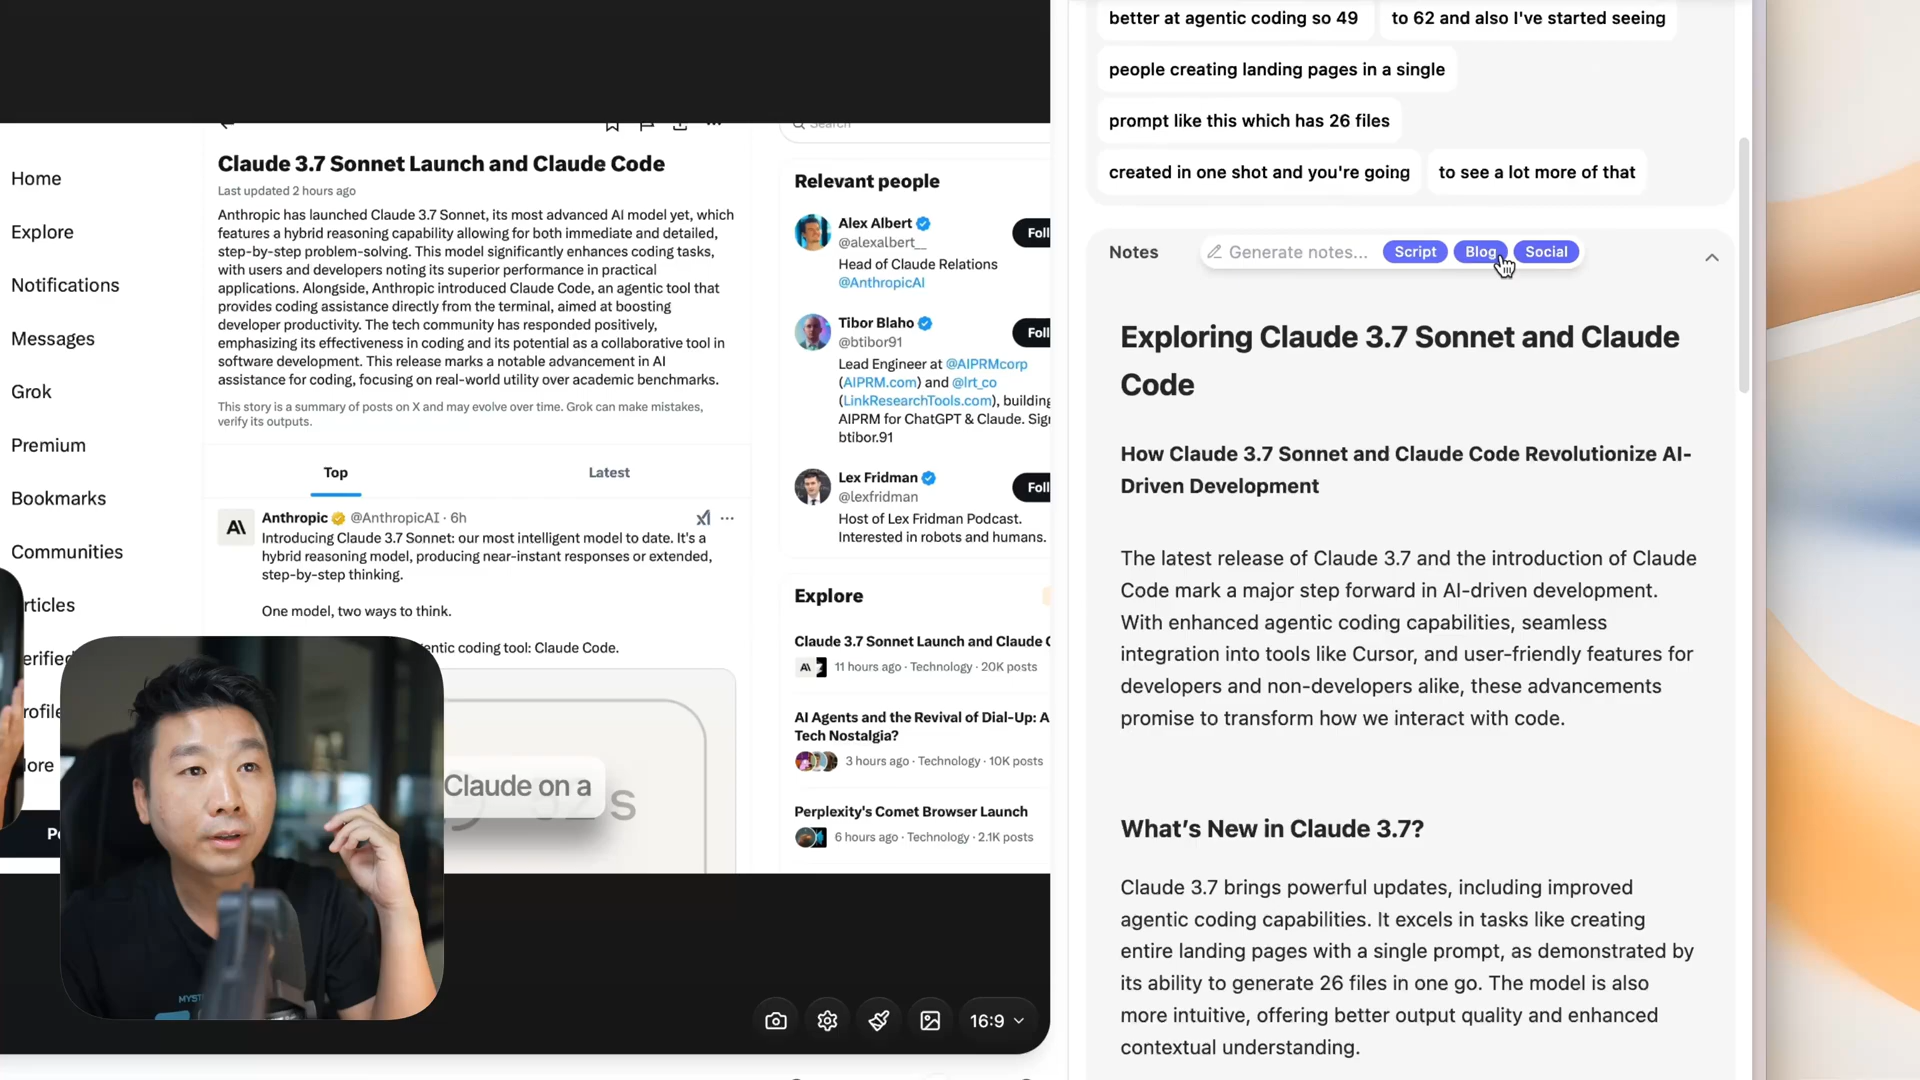 Home
Explore
Notifications
Messages
Grok
Premium
Bookmarks
Communities
rticles
erified
rofile
lore
Search
Claude 3.7 Sonnet Launch and Claude Code
Last updated 2 hours ago
Anthropic has launched Claude 3.7 Sonnet, its most advanced AI model yet, which
features a hybrid reasoning capability allowing for both immediate and detailed,
step-by-step problem-solving. This model significantly enhances coding tasks,
with users and developers noting its superior performance in practical
applications. Alongside, Anthropic introduced Claude Code, an agentic tool that
provides coding assistance directly from the terminal, aimed at boosting
developer productivity. The tech community has responded positively,
emphasizing its effectiveness in coding and its potential as a collaborative tool in
software development. This release marks a notable advancement in AI
assistance for coding, focusing on real-world utility over academic benchmarks.
This story is a summary of posts on X and may evolve over time. Grok can make mistakes,
verify its outputs.
Top
Latest
Anthropic @AnthropicAI · 6h
Introducing Claude 3.7 Sonnet: our most intelligent model to date. It's a
hybrid reasoning model, producing near-instant responses or extended,
step-by-step thinking.
One model, two ways to think.
entic coding tool: Claude Code.
Claude on a
s
Relevant people
Alex Albert
@alexalbert__
Foll
Head of Claude Relations
@AnthropicAI
Tibor Blaho
@btibor91
Foll
Lead Engineer at @AIPRMcorp
(AIPRM.com) and @lrt_co
(LinkResearchTools.com), building
AIPRM for ChatGPT & Claude. Sig
btibor.91
Lex Fridman
@lexfridman
Foll
Host of Lex Fridman Podcast.
Interested in robots and humans.
Explore
Claude 3.7 Sonnet Launch and Claude C
11 hours ago · Technology · 20K posts
AI Agents and the Revival of Dial-Up: A
Tech Nostalgia?
3 hours ago · Technology · 10K posts
Perplexity's Comet Browser Launch
6 hours ago · Technology · 2.1K posts
MYST
16:9
better at agentic coding so 49
to 62 and also I've started seeing
people creating landing pages in a single
prompt like this which has 26 files
created in one shot and you're going
to see a lot more of that
Notes
Generate notes...
Script
Blog
Social
Exploring Claude 3.7 Sonnet and Claude
Code
How Claude 3.7 Sonnet and Claude Code Revolutionize AI-
Driven Development
The latest release of Claude 3.7 and the introduction of Claude
Code mark a major step forward in AI-driven development.
With enhanced agentic coding capabilities, seamless
integration into tools like Cursor, and user-friendly features for
developers and non-developers alike, these advancements
promise to transform how we interact with code.
What's New in Claude 3.7?
Claude 3.7 brings powerful updates, including improved
agentic coding capabilities. It excels in tasks like creating
entire landing pages with a single prompt, as demonstrated by
its ability to generate 26 files in one go. The model is also
more intuitive, offering better output quality and enhanced
contextual understanding.